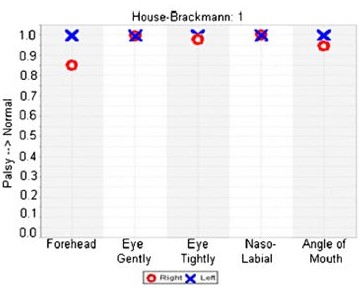 House-Brackmann: 1
Palsy --> Normal
1.0
0.9
0.8
0.7
0.6
0.5
0.4
0.3
0.2
0.1
0.0
Forehead Eye Eye Naso- Angle of
Gently Tightly Labial Mouth
Right Left